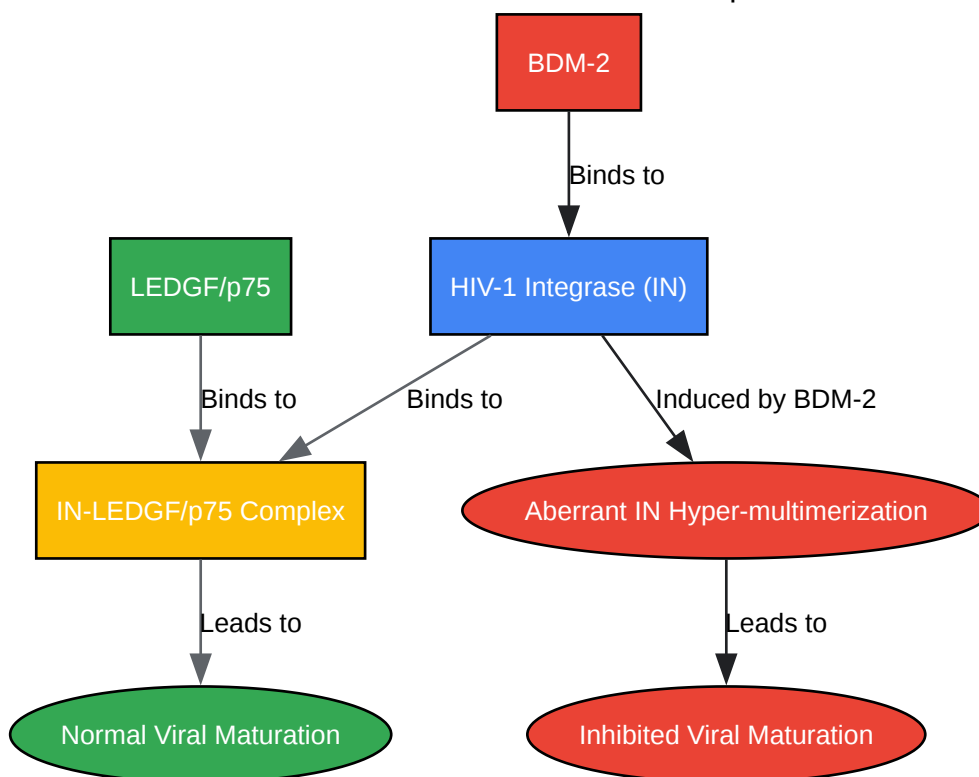 BDM-2
Binds to
LEDGF/p75
HIV-1 Integrase (IN)
Binds to
Binds to
Induced by BDM-2
IN-LEDGF/p75 Complex
Aberrant IN Hyper-multimerization
Leads to
Leads to
Normal Viral Maturation
Inhibited Viral Maturation